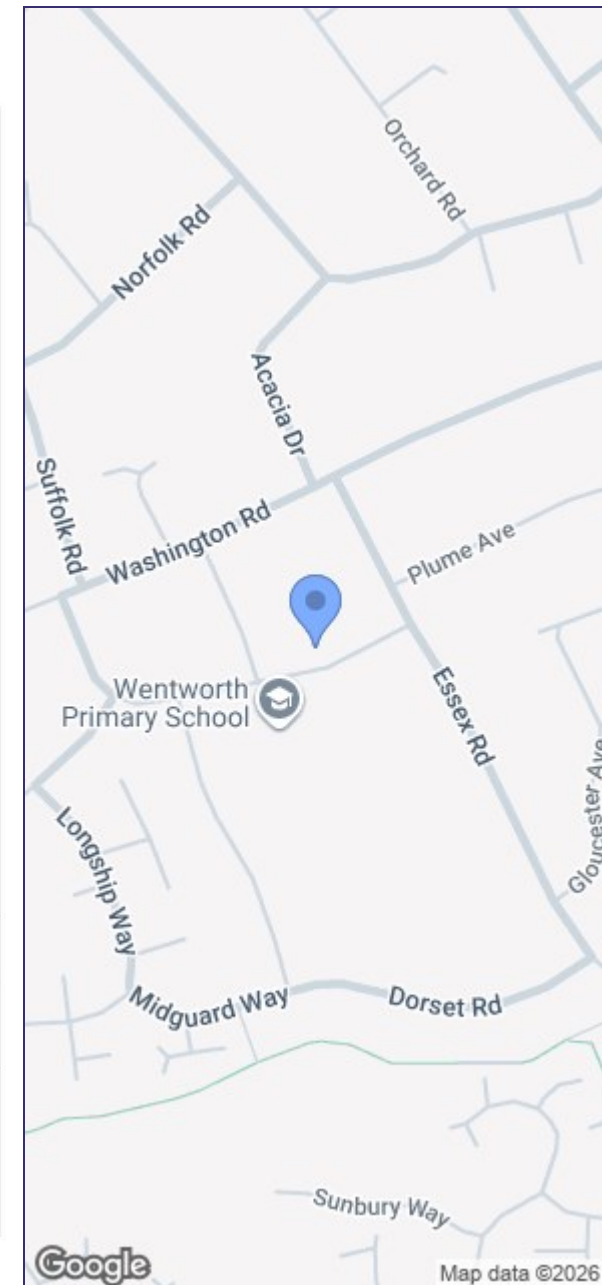 Orchard Rd
Norfolk Rd
Acacia Dr
Suffolk Rd
Washington Rd
Plume Ave
Wentworth
Primary School
Essex Rd
Gloucester Ave
Longship Way
Midguard Way
Dorset Rd
Sunbury Way
Google
Map data ©2026